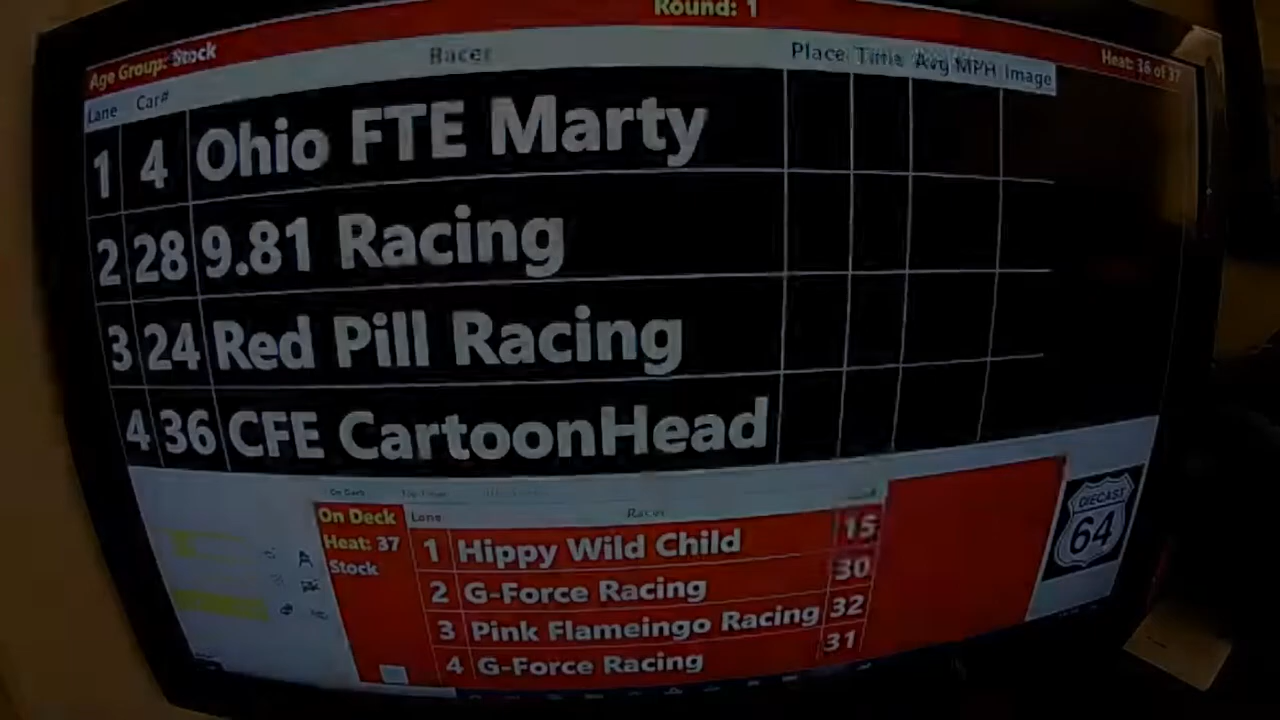 Round: 1
Age Group: Stock
Heat: 36 of 37
Lane Car# Racer Place Time Avg MPH Image
1 4 Ohio FTE Marty
2 28 9.81 Racing
3 24 Red Pill Racing
4 36 CFE CartoonHead
On Deck
On Deck Lane Racer
Heat: 37
Stock
1 Hippy Wild Child 15
2 G-Force Racing 30
3 Pink Flameingo Racing 32
4 G-Force Racing 31
DIECAST
64